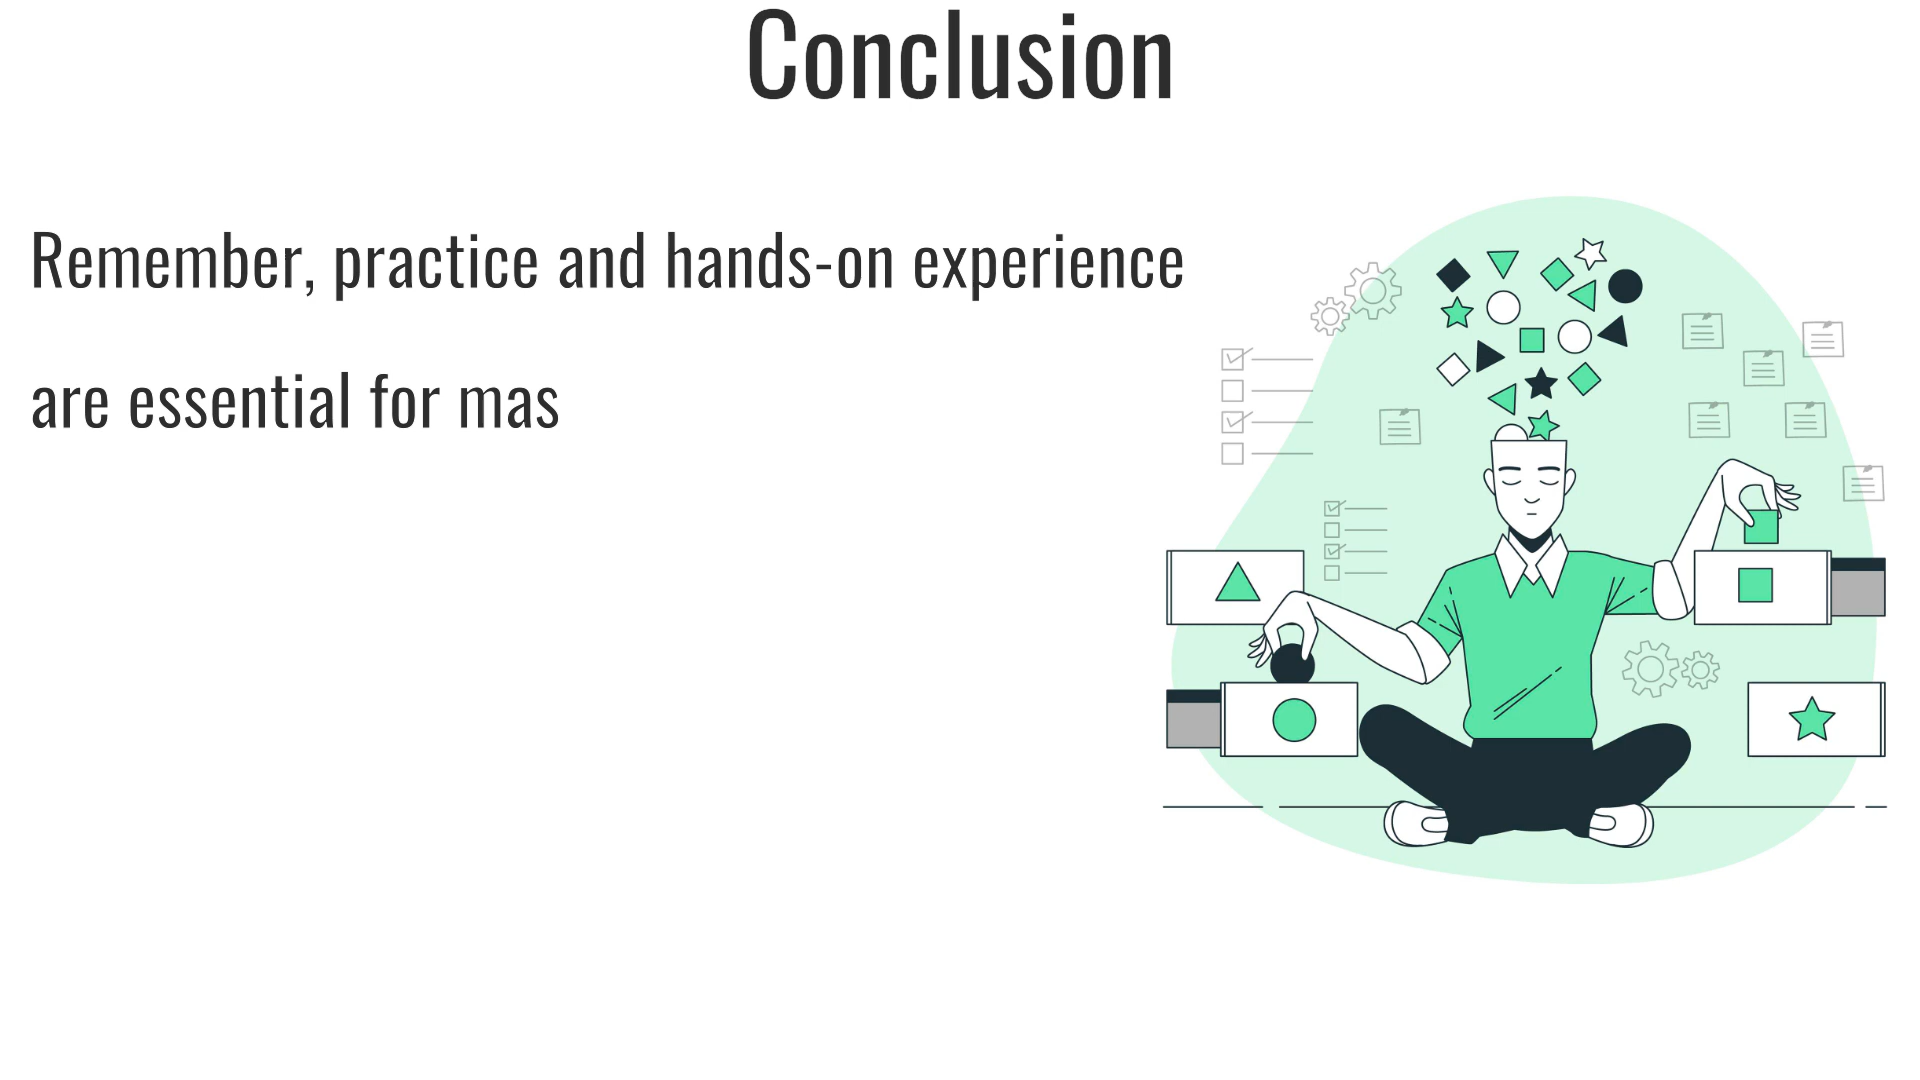 Conclusion
Remember, practice and hands-on experience
are essential for mas